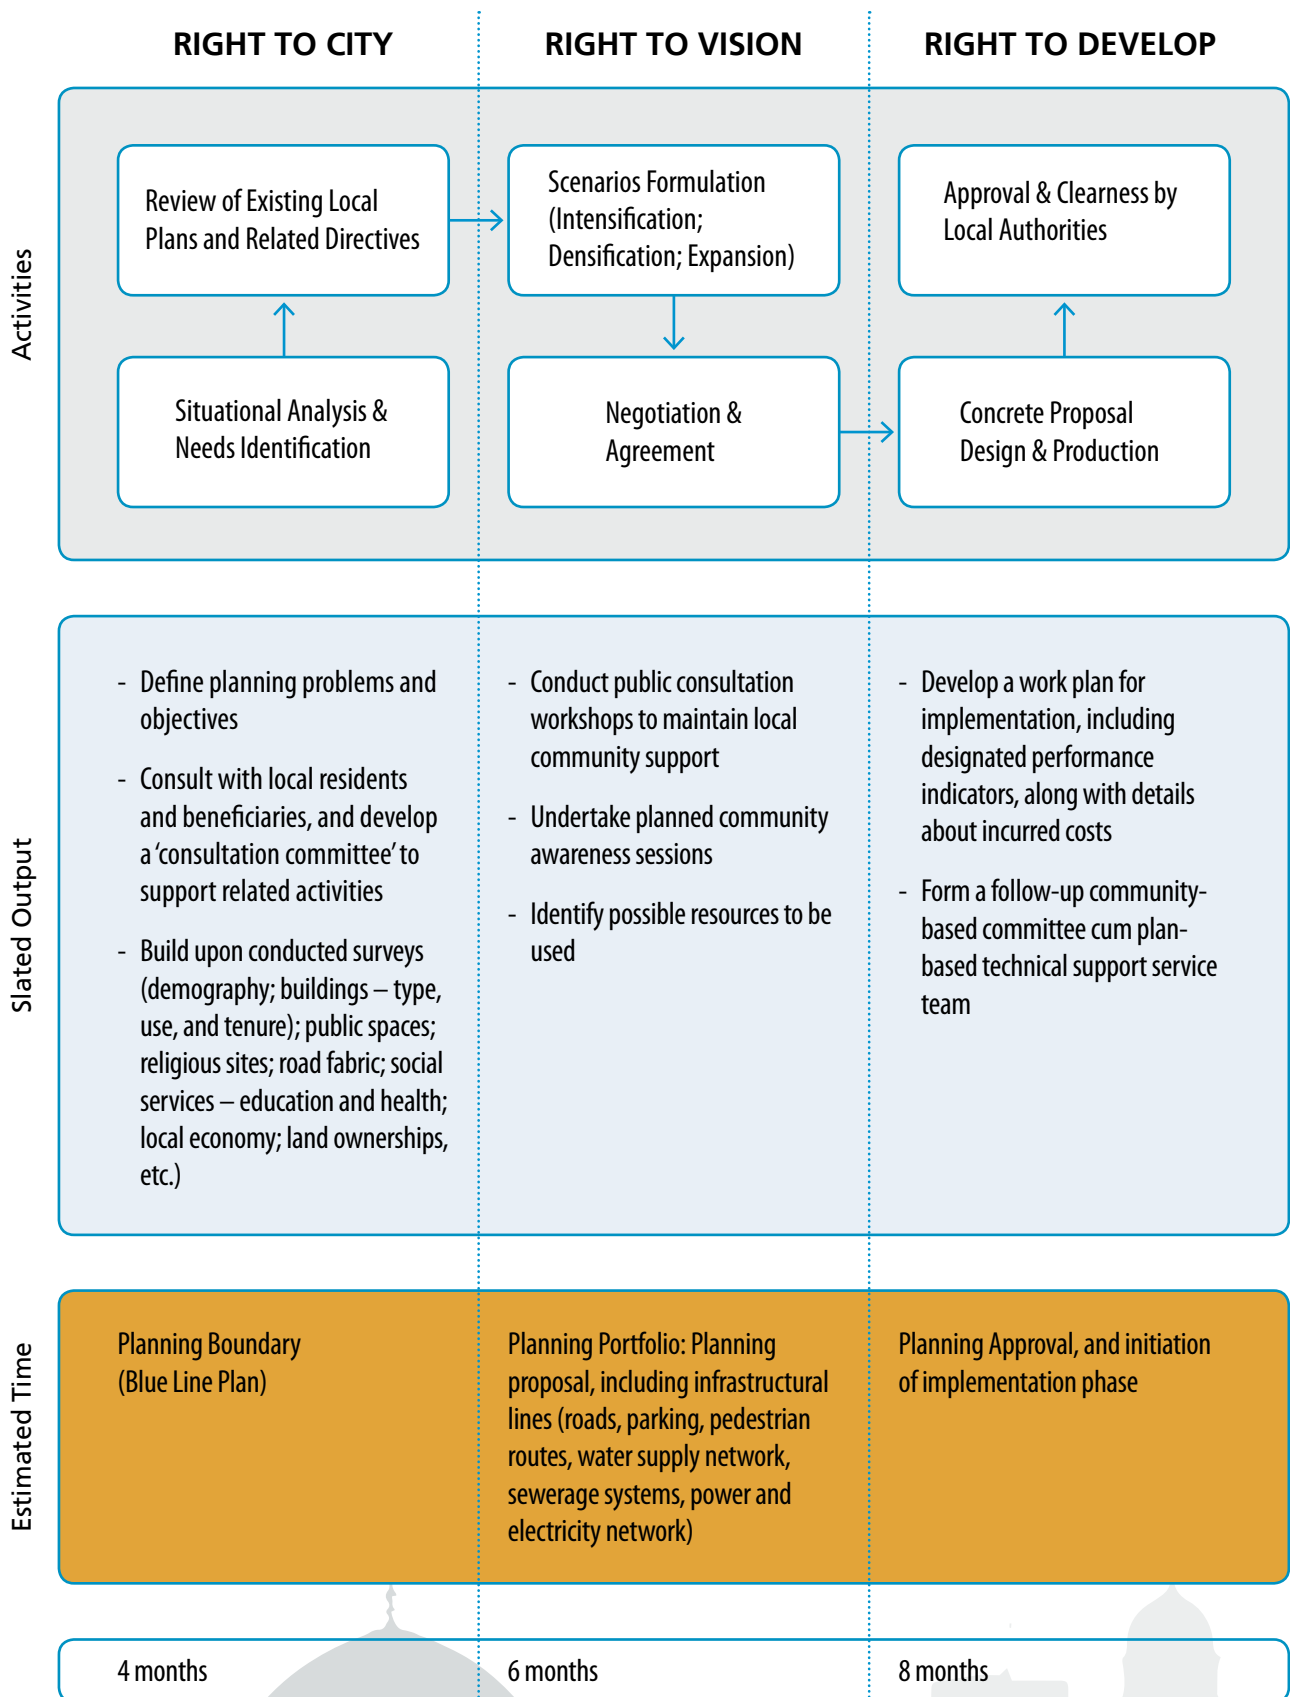 RIGHT TO CITY
RIGHT TO VISION
RIGHT TO DEVELOP
Activities
Review of Existing Local
Plans and Related Directives
Scenarios Formulation
(Intensification;
Densification; Expansion)
Approval & Clearness by
Local Authorities
Situational Analysis &
Needs Identification
Negotiation &
Agreement
Concrete Proposal
Design & Production
Slated Output
- Define planning problems and
objectives
- Consult with local residents
and beneficiaries, and develop
a ‘consultation committee’ to
support related activities
- Build upon conducted surveys
(demography; buildings – type,
use, and tenure); public spaces;
religious sites; road fabric; social
services – education and health;
local economy; land ownerships,
etc.)
- Conduct public consultation
workshops to maintain local
community support
- Undertake planned community
awareness sessions
- Identify possible resources to be
used
- Develop a work plan for
implementation, including
designated performance
indicators, along with details
about incurred costs
- Form a follow-up community-
based committee cum plan-
based technical support service
team
Estimated Time
Planning Boundary
(Blue Line Plan)
Planning Portfolio: Planning
proposal, including infrastructural
lines (roads, parking, pedestrian
routes, water supply network,
sewerage systems, power and
electricity network)
Planning Approval, and initiation
of implementation phase
4 months
6 months
8 months